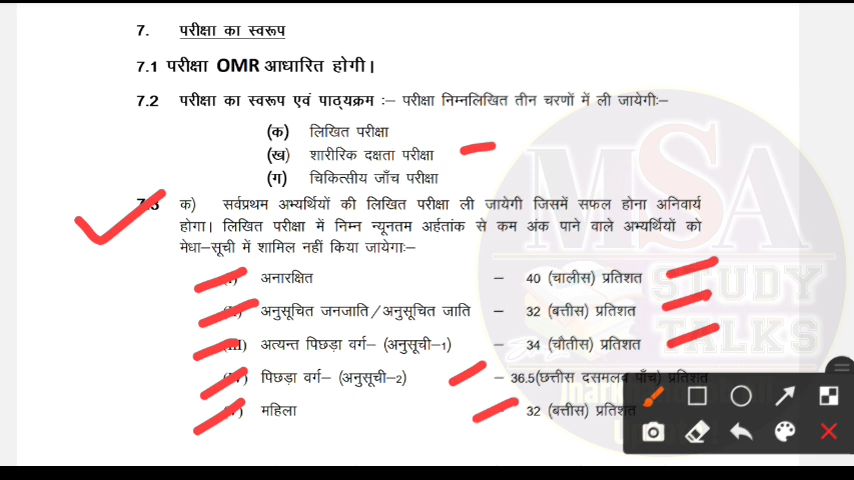 7. परीक्षा का स्वरूप
7.1 परीक्षा OMR आधारित होगी।
7.2 परीक्षा का स्वरूप एवं पाठ्यक्रम :– परीक्षा निम्नलिखित तीन चरणों में ली जायेगीः–
(क) लिखित परीक्षा
(ख) शारीरिक दक्षता परीक्षा
(ग) चिकित्सीय जाँच परीक्षा
7.3 क) सर्वप्रथम अभ्यर्थियों की लिखित परीक्षा ली जायेगी जिसमें सफल होना अनिवार्य
होगा। लिखित परीक्षा में निम्न न्यूनतम अर्हतांक से कम अंक पाने वाले अभ्यर्थियों को
मेधा–सूची में शामिल नहीं किया जायेगाः–
अनारक्षित – 40 (चालीस) प्रतिशत
अनुसूचित जनजाति / अनुसूचित जाति – 32 (बत्तीस) प्रतिशत
(III) अत्यन्त पिछड़ा वर्ग– (अनुसूची–1) – 34 (चौतीस) प्रतिशत
पिछड़ा वर्ग– (अनुसूची–2) – 36.5(छत्तीस दसमलव पाँच) प्रतिशत
महिला – 32 (बत्तीस) प्रतिशत
MSA
STUDY
TALKS